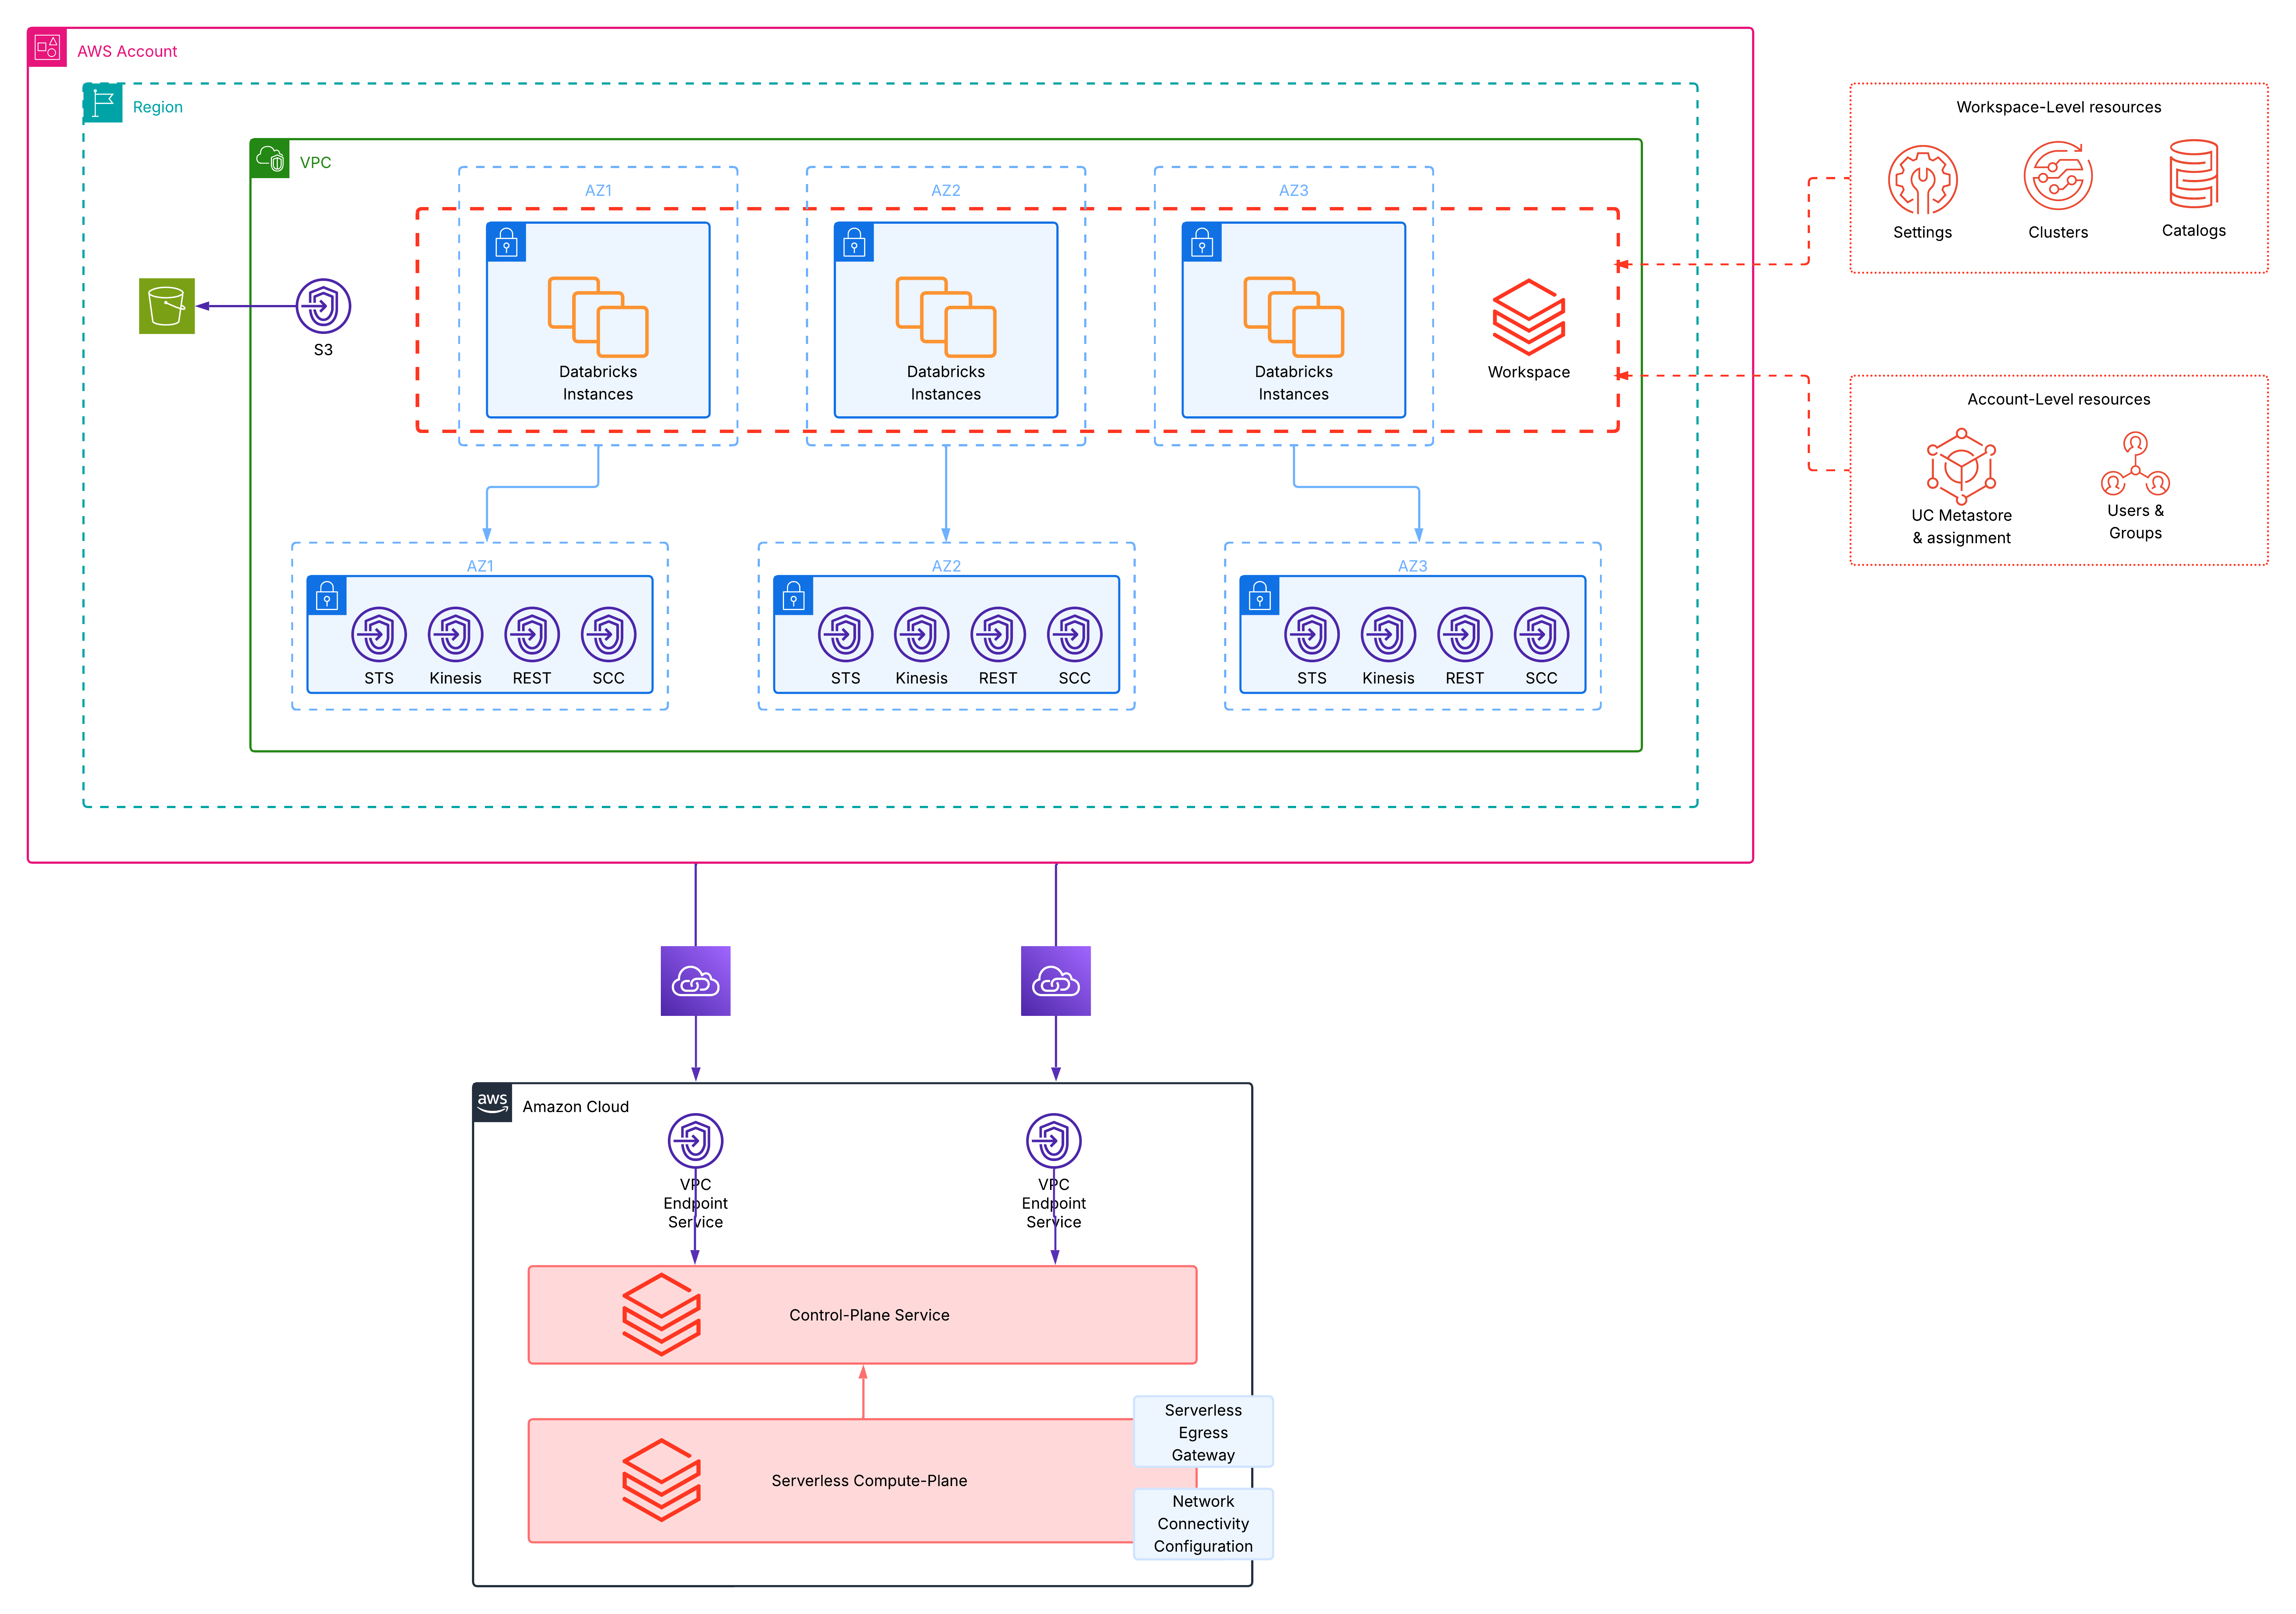 AWS Account
Region
VPC
AZ1
AZ2
AZ3
Databricks
Instances
Databricks
Instances
Databricks
Instances
Workspace
S3
AZ1
STS
Kinesis
REST
SCC
AZ2
STS
Kinesis
REST
SCC
AZ3
STS
Kinesis
REST
SCC
Workspace-Level resources
Settings
Clusters
Catalogs
Account-Level resources
UC Metastore
& assignment
Users &
Groups
aws
Amazon Cloud
VPC
Endpoint
Service
VPC
Endpoint
Service
Control-Plane Service
Serverless Compute-Plane
Serverless
Egress
Gateway
Network
Connectivity
Configuration